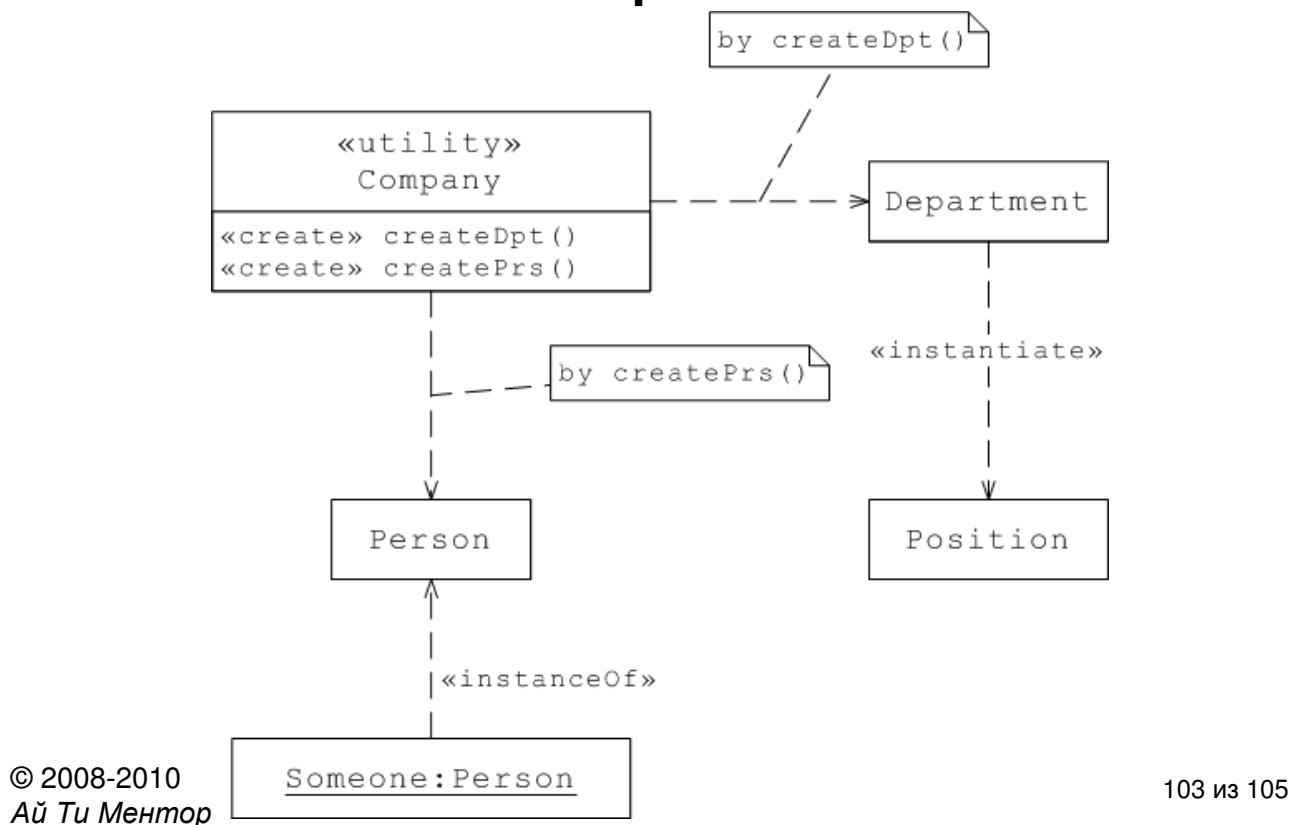 by createDpt()
«utility»
Company
Department
«create» createDpt()
«create» createPrs()
«instantiate»
by createPrs()
Person
Position
«instanceOf»
Someone:Person
© 2008-2010
Ай Ти Ментор
103 из 105